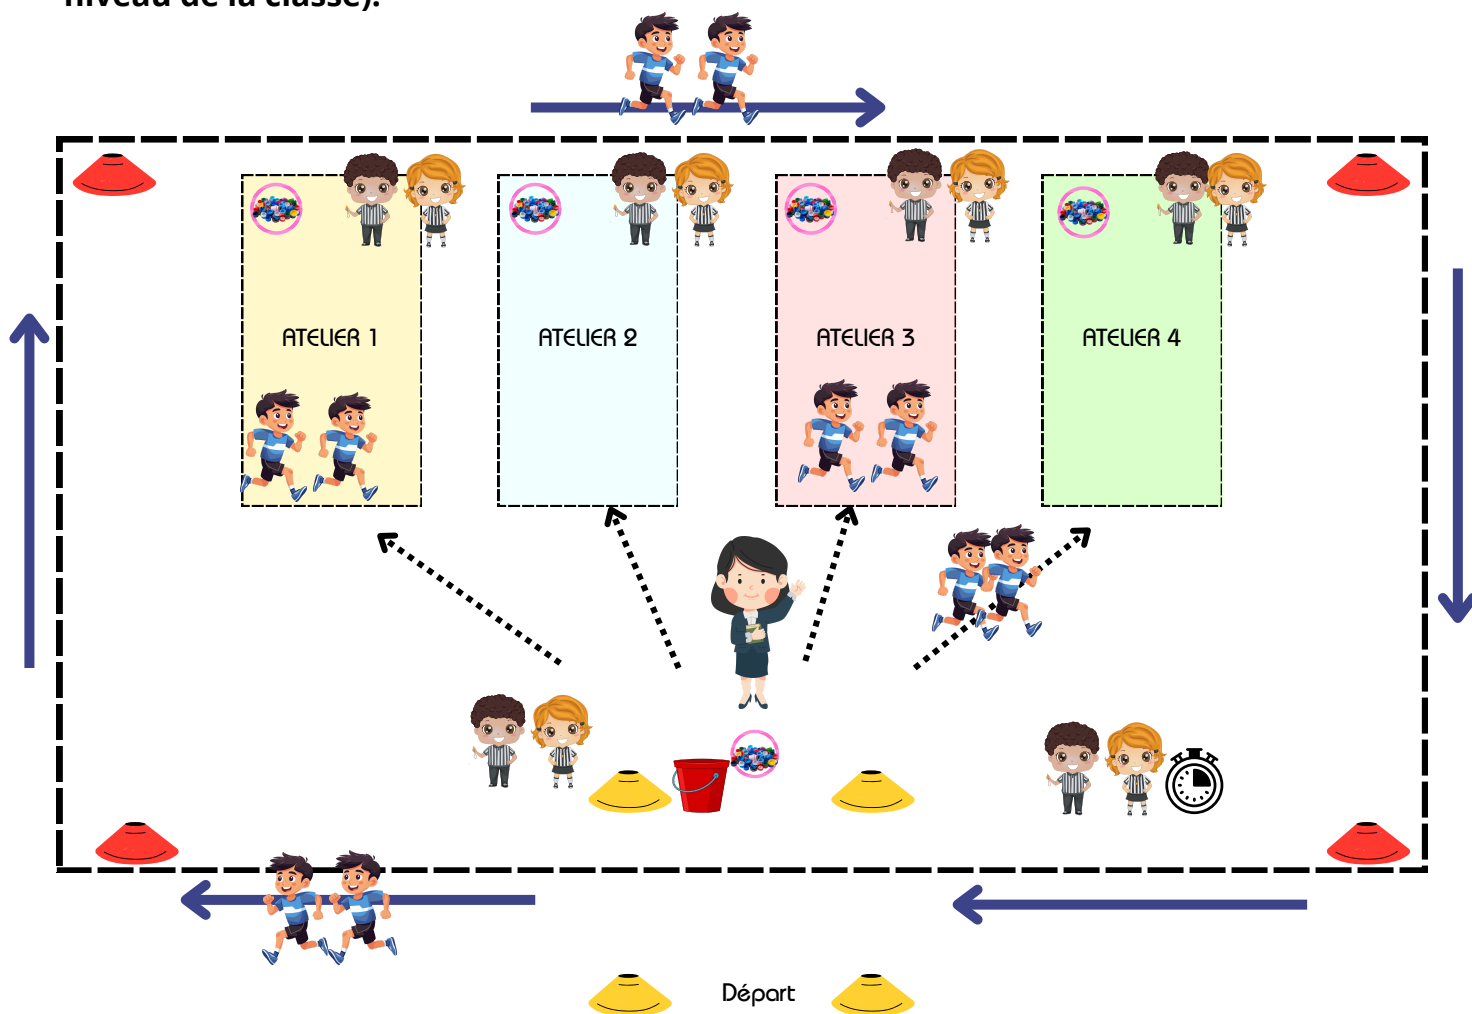 niveau de la classe).
ATELIER 1
ATELIER 2
ATELIER 3
ATELIER 4
Départ